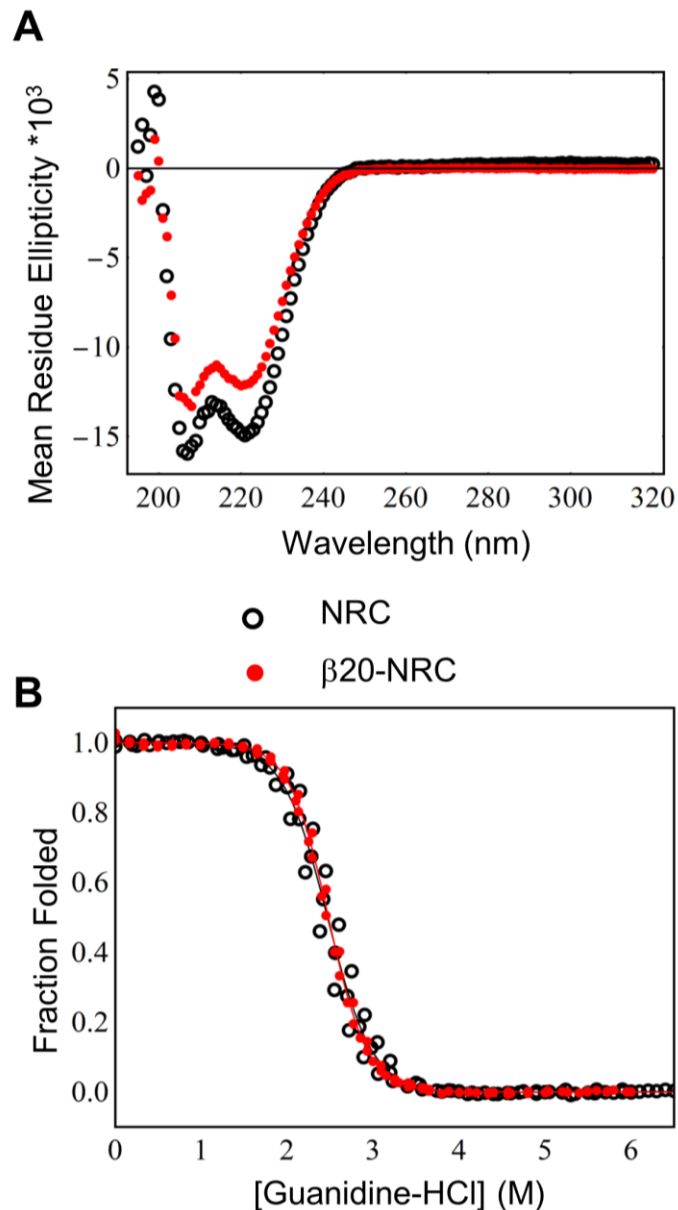 A
Mean Residue Ellipticity *10³
5
0
−5
−10
−15
200 220 240 260 280 300 320
Wavelength (nm)
NRC
β20-NRC
B
Fraction Folded
1.0
0.8
0.6
0.4
0.2
0.0
0 1 2 3 4 5 6
[Guanidine-HCl] (M)